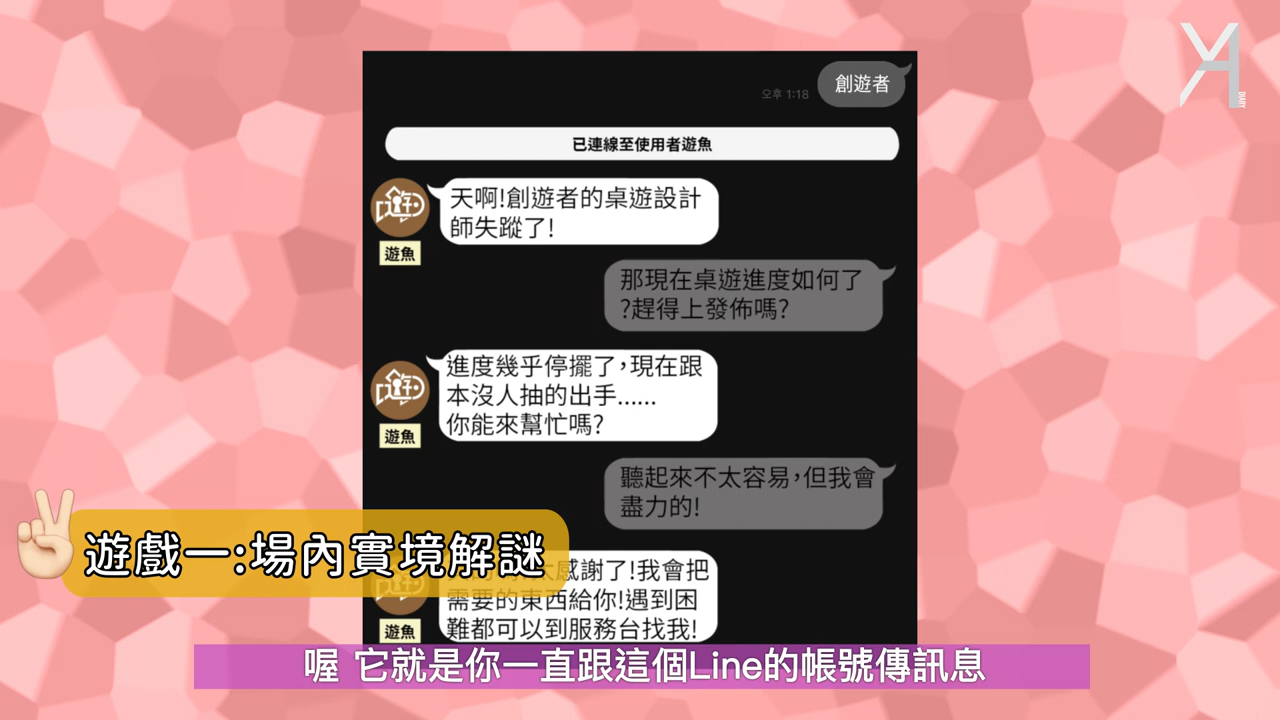 創遊者
오후 1:18
已連線至使用者遊魚
天啊!創遊者的桌遊設計
師失蹤了!
遊魚
那現在桌遊進度如何了
?趕得上發佈嗎?
進度幾乎停擺了,現在跟
本沒人抽的出手......
你能來幫忙嗎?
遊魚
聽起來不太容易,但我會
盡力的!
遊戲一:場內實境解謎
感謝了!我會把
需要的東西給你!遇到困
難都可以到服務台找我!
遊魚
喔 它就是你一直跟這個Line的帳號傳訊息
YA
DIARY